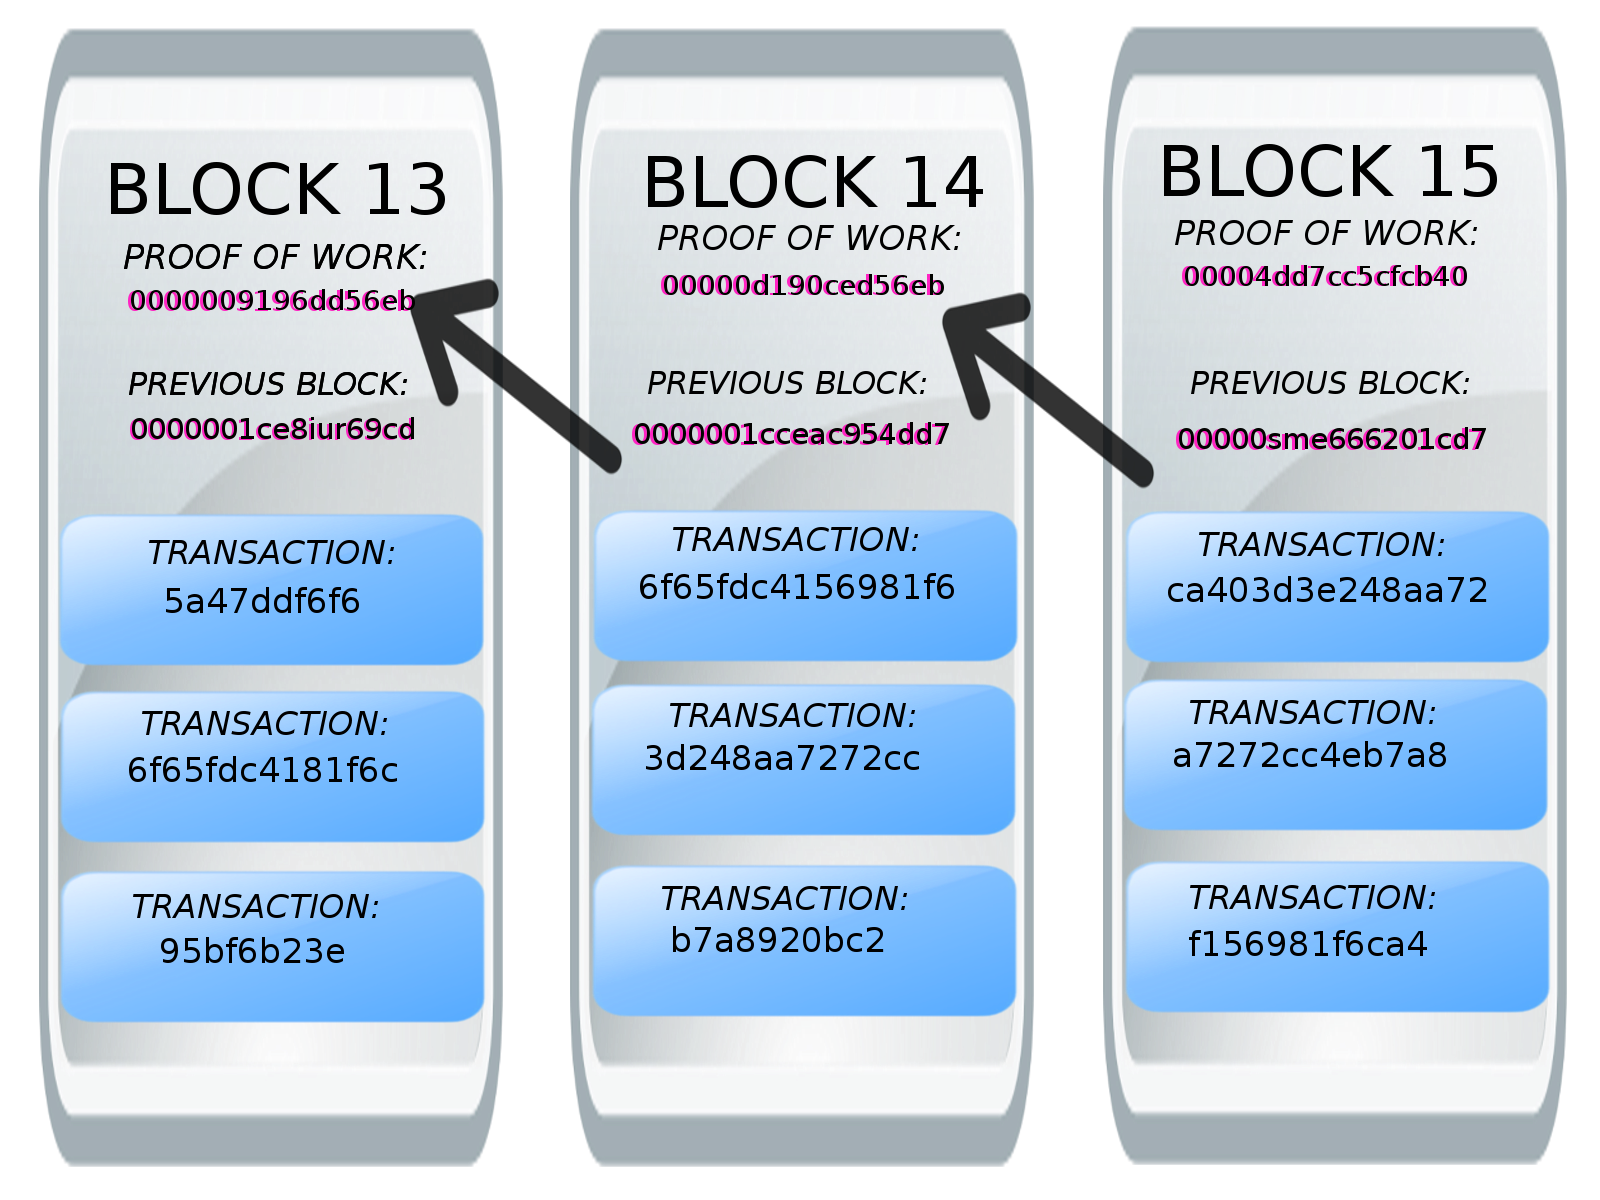 BLOCK 13
PROOF OF WORK:
0000009196dd56eb
PREVIOUS BLOCK:
0000001ce8iur69cd
TRANSACTION:
5a47ddf6f6
TRANSACTION:
6f65fdc4181f6c
TRANSACTION:
95bf6b23e
BLOCK 14
PROOF OF WORK:
00000d190ced56eb
PREVIOUS BLOCK:
0000001cceac954dd7
TRANSACTION:
6f65fdc4156981f6
TRANSACTION:
3d248aa7272cc
TRANSACTION:
b7a8920bc2
BLOCK 15
PROOF OF WORK:
00004dd7cc5cfcb40
PREVIOUS BLOCK:
00000sme666201cd7
TRANSACTION:
ca403d3e248aa72
TRANSACTION:
a7272cc4eb7a8
TRANSACTION:
f156981f6ca4